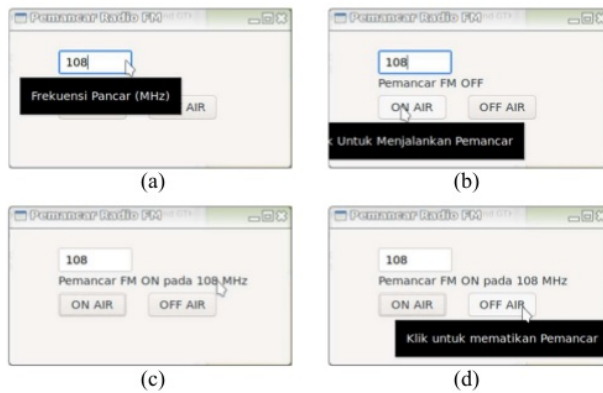 Pemancar Radio FM
108
Frekuensi Pancar (MHz)
AIR
(a)
Pemancar Radio FM
108
Pemancar FM OFF
ON AIR OFF AIR
Untuk Menjalankan Pemancar
(b)
Pemancar Radio FM
108
Pemancar FM ON pada 108 MHz
ON AIR OFF AIR
(c)
Pemancar Radio FM
108
Pemancar FM ON pada 108 MHz
ON AIR OFF AIR
Klik untuk mematikan Pemancar
(d)